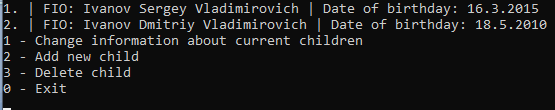 1. | FIO: Ivanov Sergey Vladimirovich | Date of birthday: 16.3.2015
2. | FIO: Ivanov Dmitriy Vladimirovich | Date of birthday: 18.5.2010
1 - Change information about current children
2 - Add new child
3 - Delete child
0 - Exit